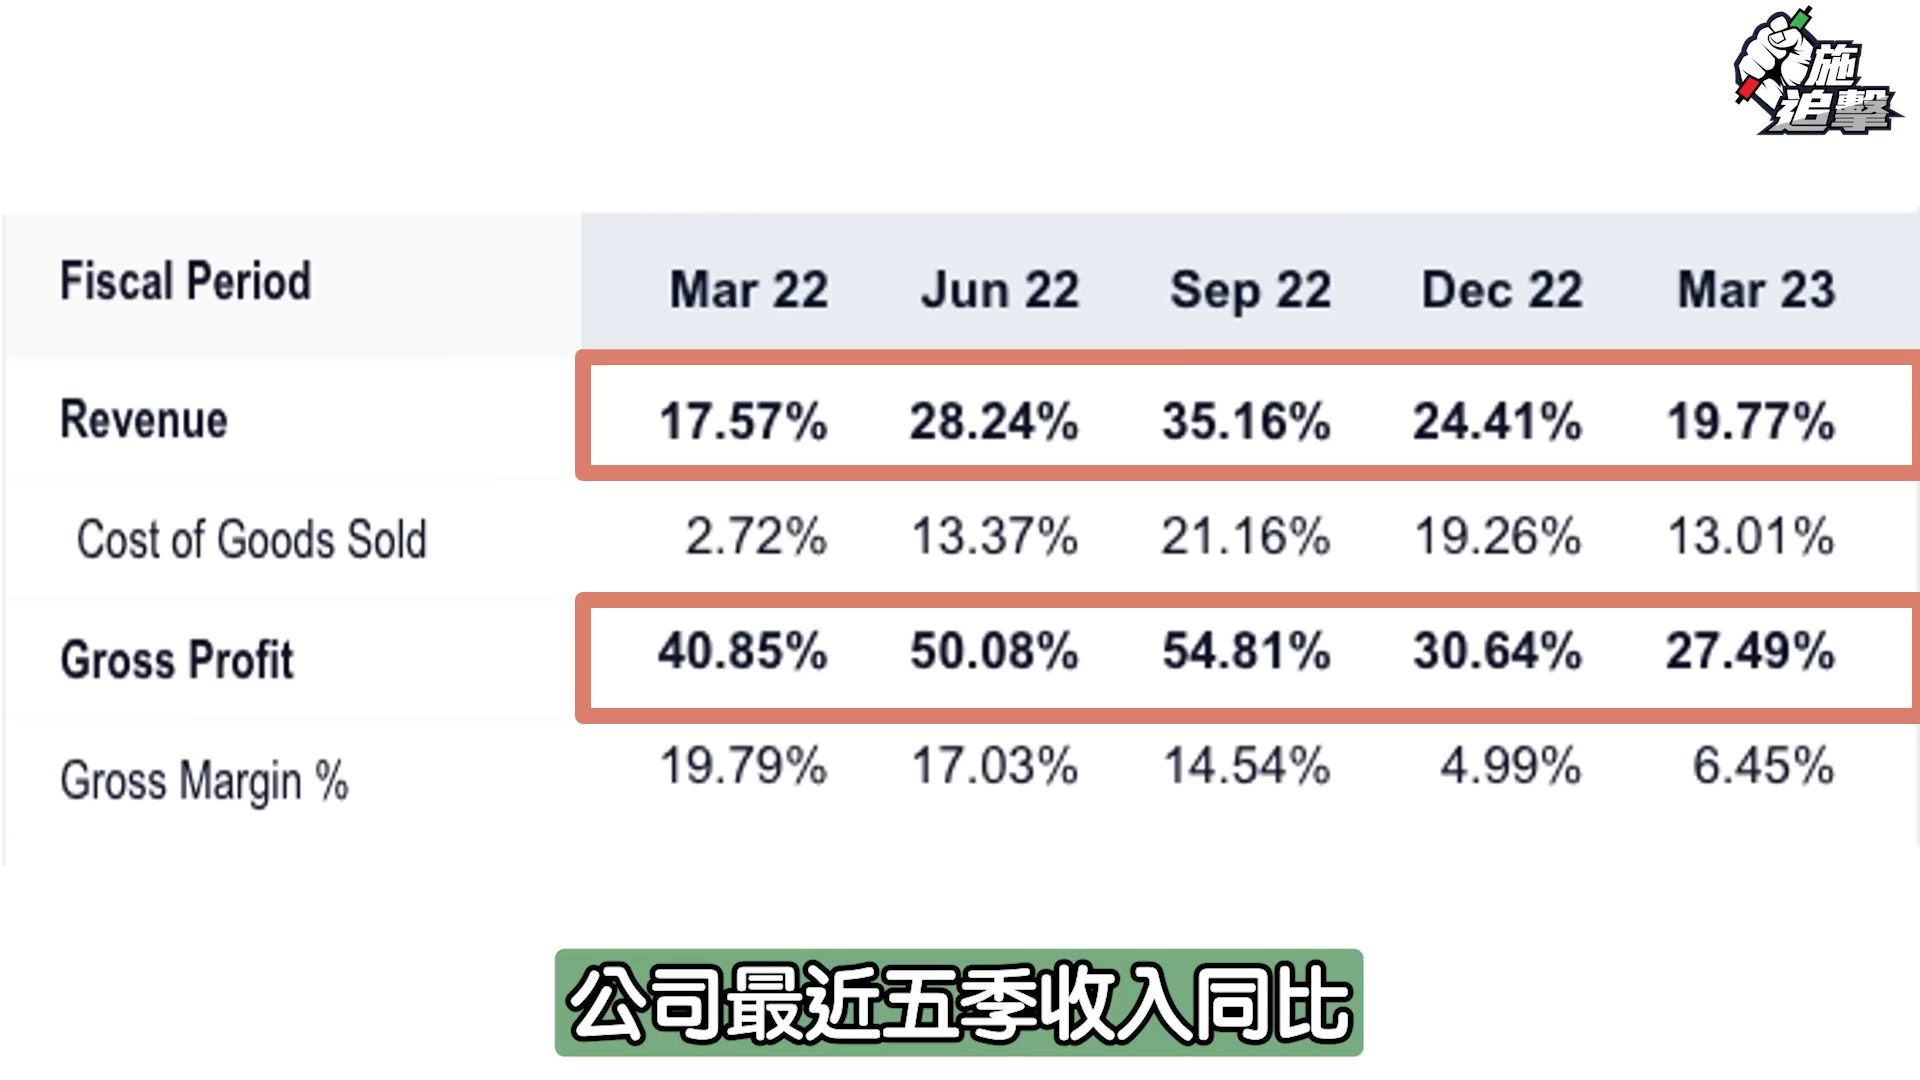 施
追擊
Fiscal Period Mar 22 Jun 22 Sep 22 Dec 22 Mar 23
Revenue 17.57% 28.24% 35.16% 24.41% 19.77%
Cost of Goods Sold 2.72% 13.37% 21.16% 19.26% 13.01%
Gross Profit 40.85% 50.08% 54.81% 30.64% 27.49%
Gross Margin % 19.79% 17.03% 14.54% 4.99% 6.45%
公司最近五季收入同比